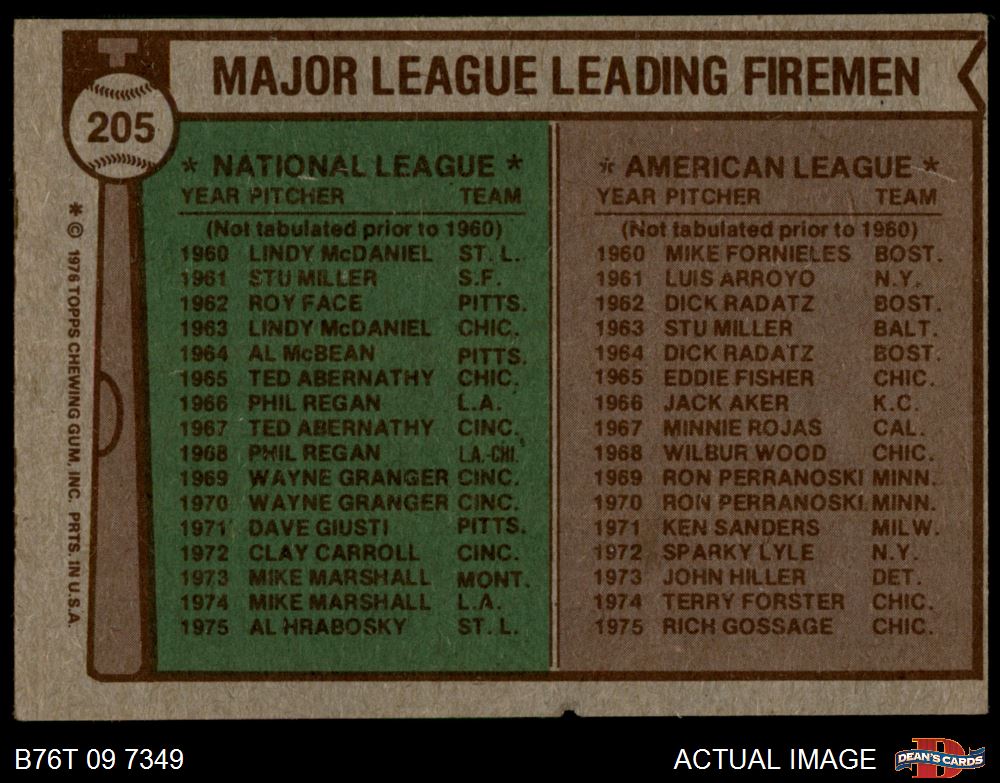 T
MAJOR LEAGUE LEADING FIREMEN
205
* NATIONAL LEAGUE *
YEAR PITCHER TEAM
(Not tabulated prior to 1960)
1960 LINDY McDANIEL ST. L.
1961 STU MILLER S.F.
1962 ROY FACE PITTS.
1963 LINDY McDANIEL CHIC.
1964 AL McBEAN PITTS.
1965 TED ABERNATHY CHIC.
1966 PHIL REGAN L.A.
1967 TED ABERNATHY CINC.
1968 PHIL REGAN L.A.-CHI.
1969 WAYNE GRANGER CINC.
1970 WAYNE GRANGER CINC.
1971 DAVE GIUSTI PITTS.
1972 CLAY CARROLL CINC.
1973 MIKE MARSHALL MONT.
1974 MIKE MARSHALL L.A.
1975 AL HRABOSKY ST. L.
* AMERICAN LEAGUE *
YEAR PITCHER TEAM
(Not tabulated prior to 1960)
1960 MIKE FORNIELES BOST.
1961 LUIS ARROYO N.Y.
1962 DICK RADATZ BOST.
1963 STU MILLER BALT.
1964 DICK RADATZ BOST.
1965 EDDIE FISHER CHIC.
1966 JACK AKER K.C.
1967 MINNIE ROJAS CAL.
1968 WILBUR WOOD CHIC.
1969 RON PERRANOSKI MINN.
1970 RON PERRANOSKI MINN.
1971 KEN SANDERS MILW.
1972 SPARKY LYLE N.Y.
1973 JOHN HILLER DET.
1974 TERRY FORSTER CHIC.
1975 RICH GOSSAGE CHIC.
* © 1976 TOPPS CHEWING GUM, INC. PRTS. IN U.S.A.
B76T 09 7349
ACTUAL IMAGE
D
DEAN'S CARDS